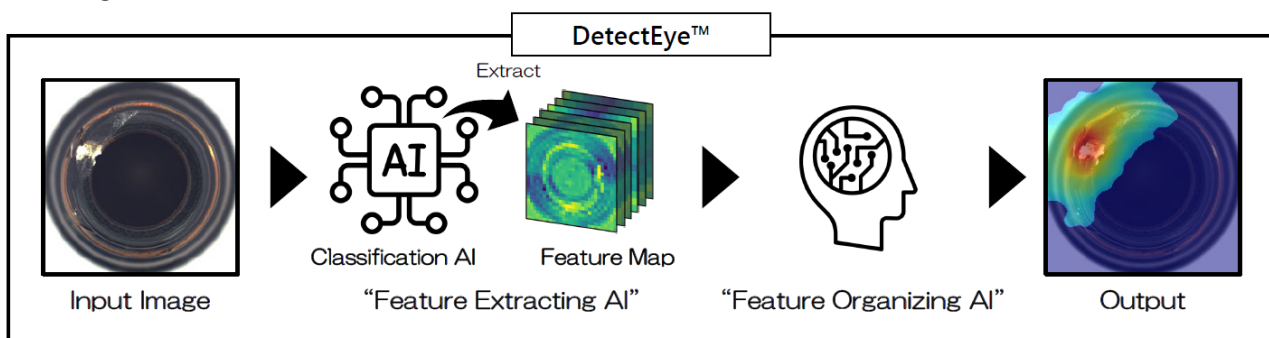 DetectEye™
Extract
AI
Classification AI
Feature Map
Input Image
“Feature Extracting AI”
“Feature Organizing AI”
Output